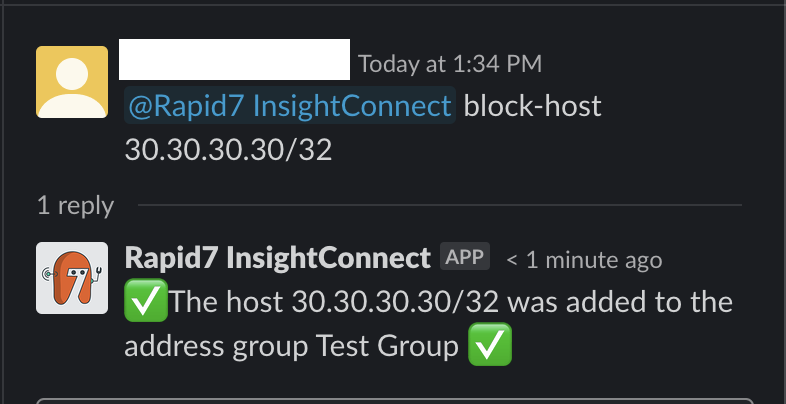 Today at 1:34 PM
@Rapid7 InsightConnect block-host
30.30.30.30/32
1 reply
Rapid7 InsightConnect APP < 1 minute ago
✅The host 30.30.30.30/32 was added to the
address group Test Group ✅